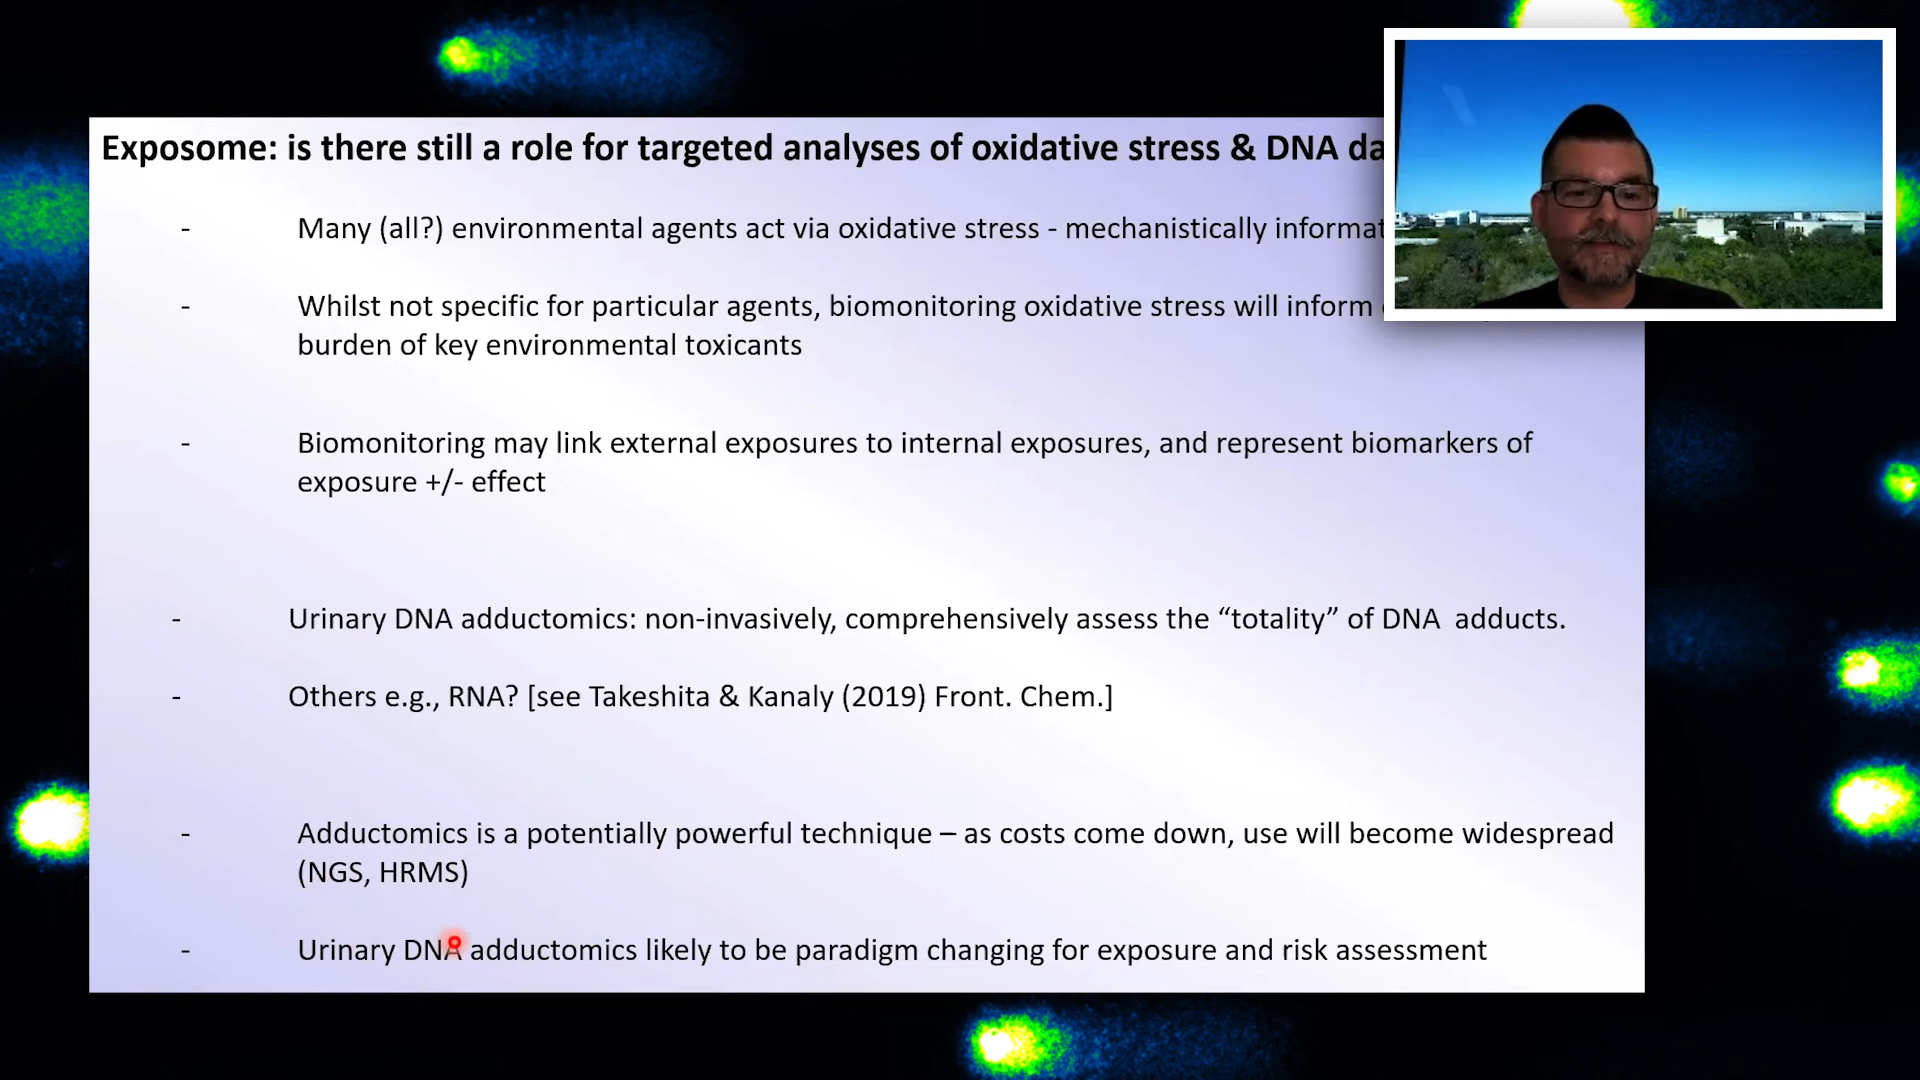 Exposome: is there still a role for targeted analyses of oxidative stress & DNA
- Many (all?) environmental agents act via oxidative stress - mechanistically
- Whilst not specific for particular agents, biomonitoring oxidative stress will inform
burden of key environmental toxicants
- Biomonitoring may link external exposures to internal exposures, and represent biomarkers of
exposure +/- effect
- Urinary DNA adductomics: non-invasively, comprehensively assess the “totality” of DNA adducts.
- Others e.g., RNA? [see Takeshita & Kanaly (2019) Front. Chem.]
- Adductomics is a potentially powerful technique – as costs come down, use will become widespread
(NGS, HRMS)
- Urinary DNA adductomics likely to be paradigm changing for exposure and risk assessment